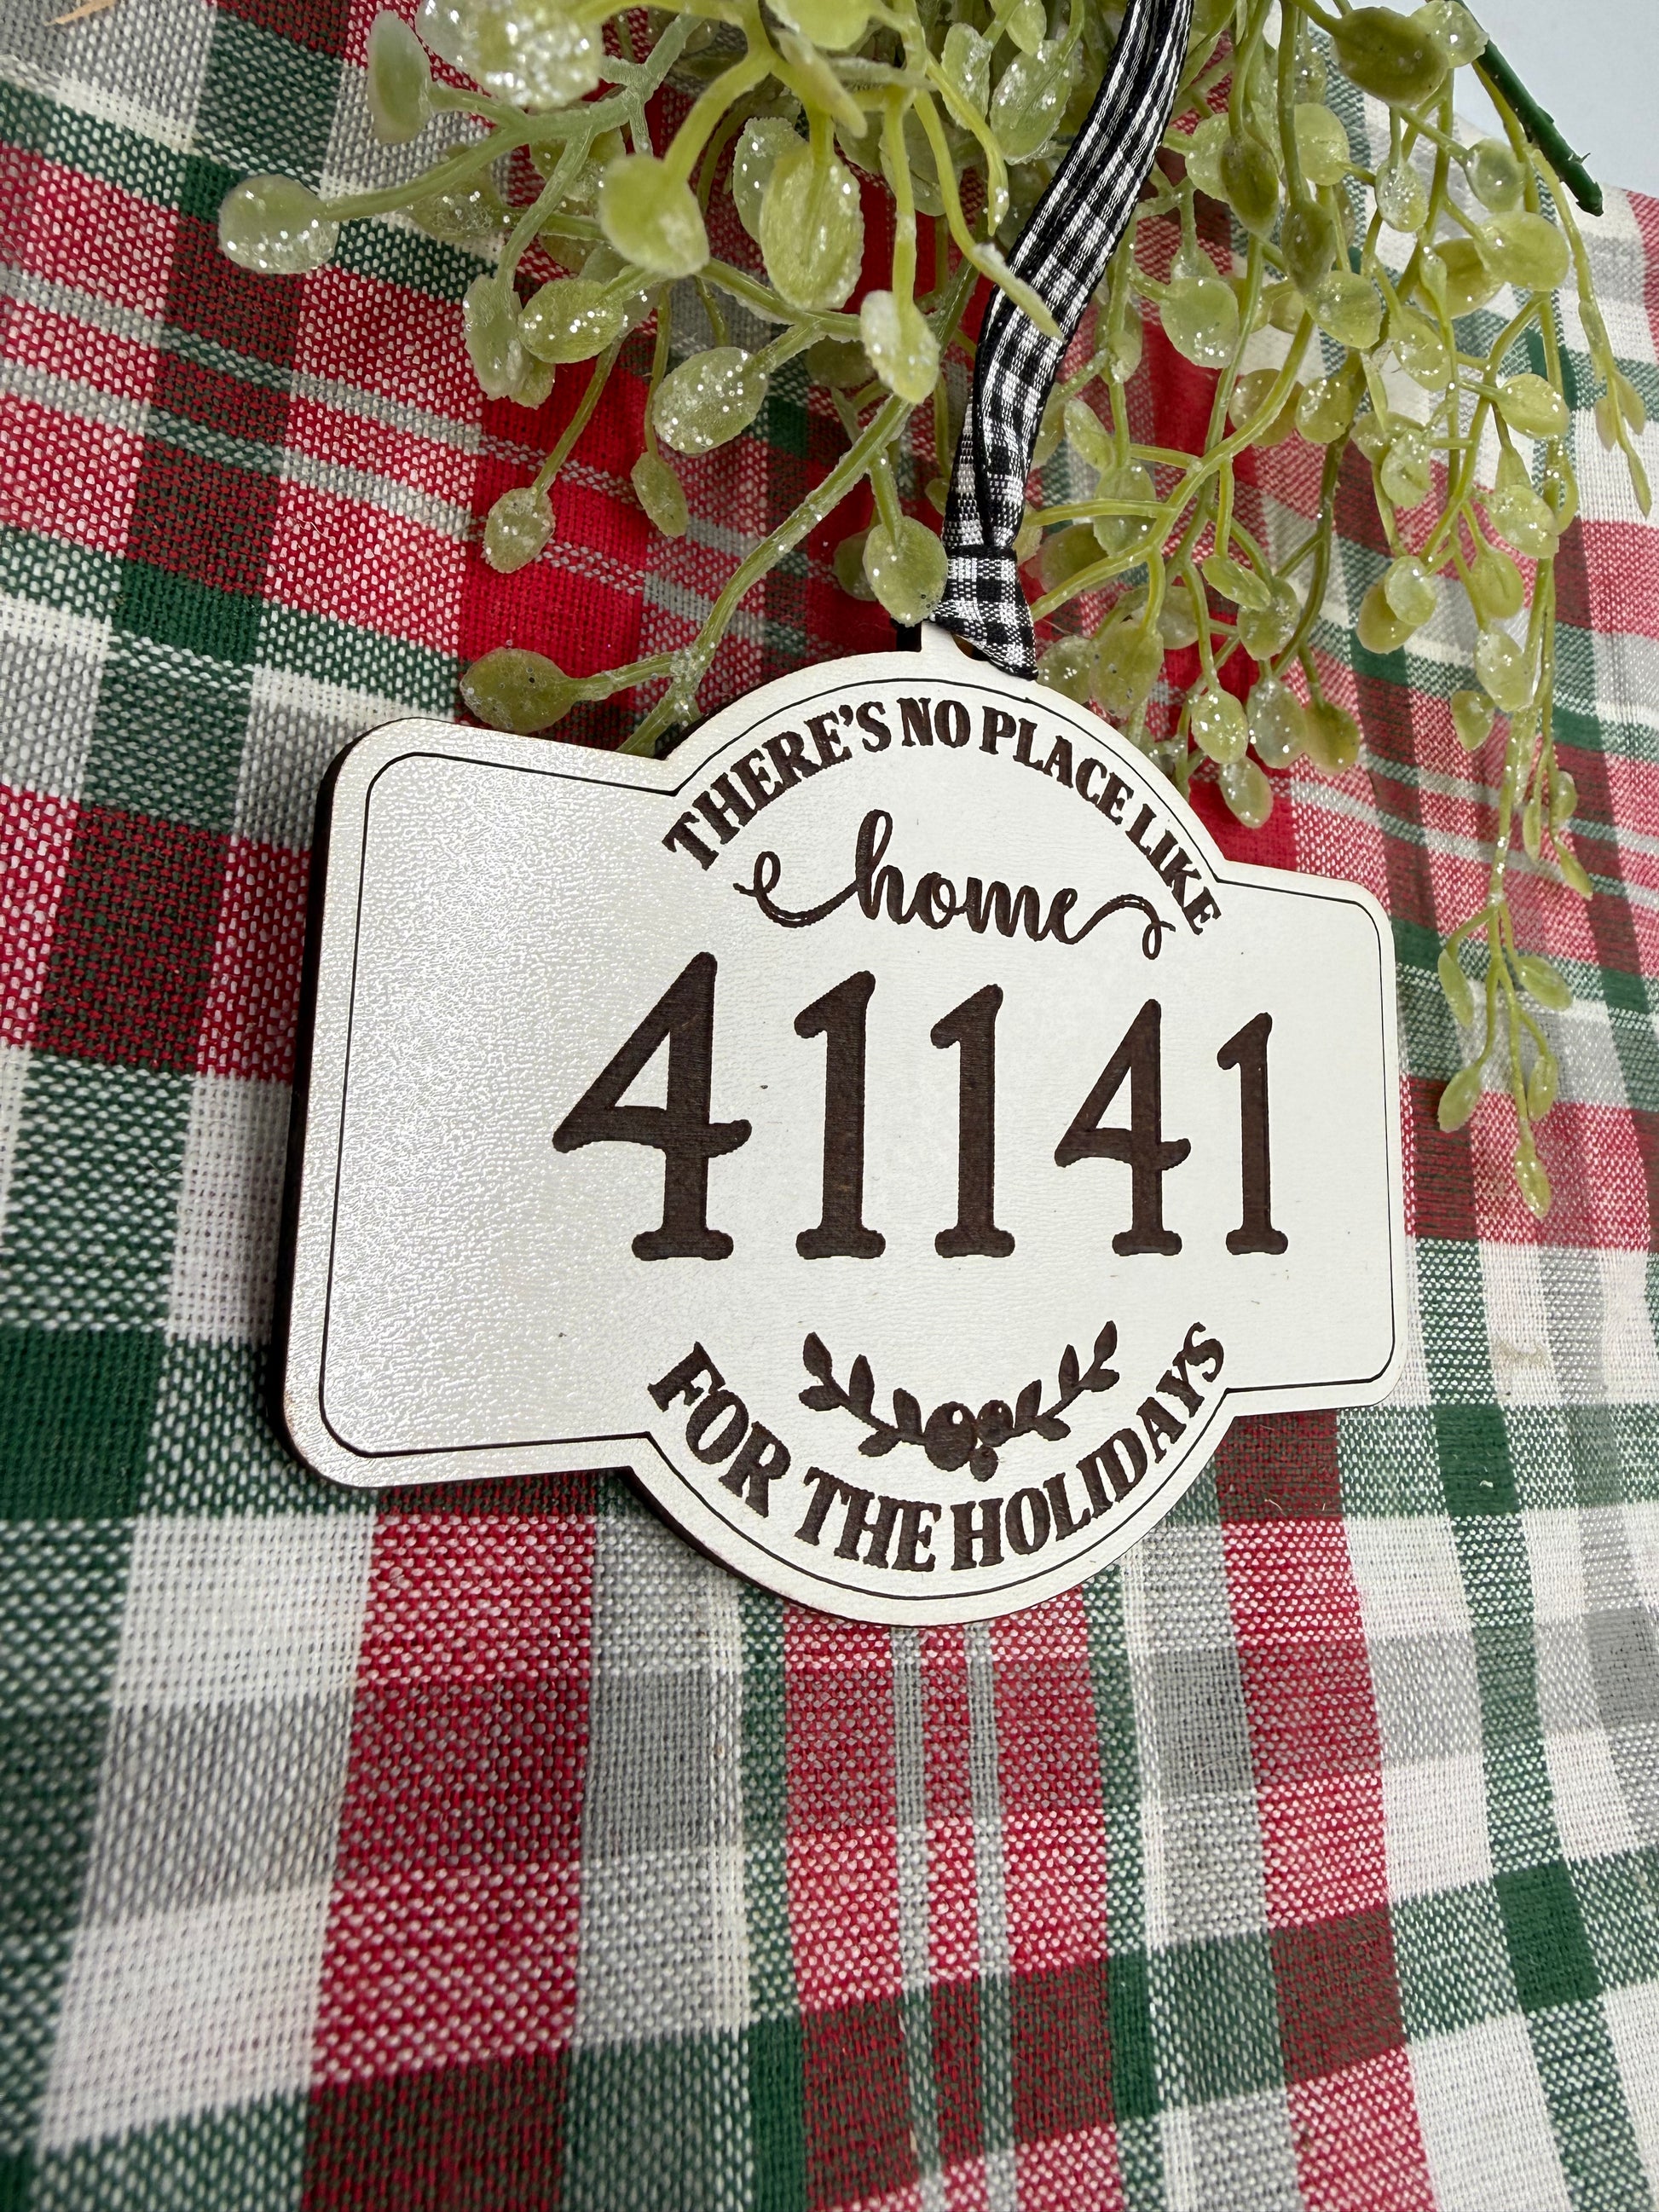 THERE'S NO PLACE LIKE
home
41141
FOR THE HOLIDAYS